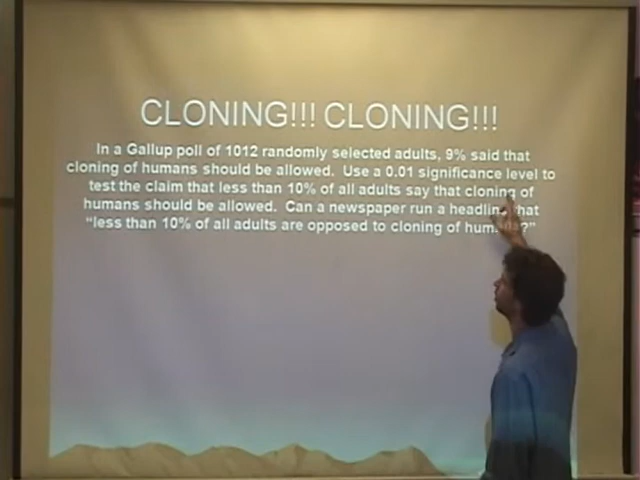 CLONING!!! CLONING!!!
In a Gallup poll of 1012 randomly selected adults, 9% said that
cloning of humans should be allowed. Use a 0.01 significance level to
test the claim that less than 10% of all adults say that cloning of
humans should be allowed. Can a newspaper run a headline that
“less than 10% of all adults are opposed to cloning of humans?”